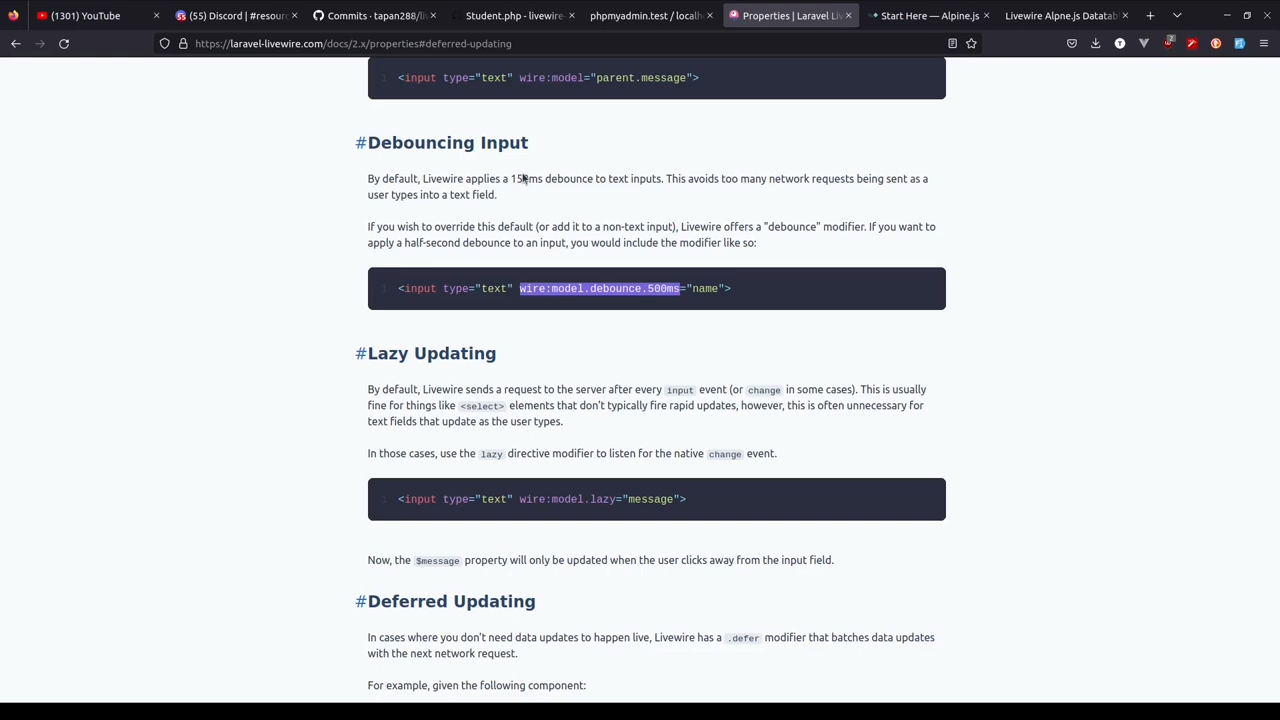 (1301) YouTube
(55) Discord | #resour
Commits · tapan288/li
Student.php - livewire-
phpmyadmin.test / local
Properties | Laravel Liv
Start Here — Alpine.js
Livewire Alpne.js Datatab
https://laravel-livewire.com/docs/2.x/properties#deferred-updating
2
1 <input type="text" wire:model="parent.message">
#Debouncing Input
By default, Livewire applies a 150ms debounce to text inputs. This avoids too many network requests being sent as a
user types into a text field.
If you wish to override this default (or add it to a non-text input), Livewire offers a "debounce" modifier. If you want to
apply a half-second debounce to an input, you would include the modifier like so:
1 <input type="text" wire:model.debounce.500ms="name">
#Lazy Updating
By default, Livewire sends a request to the server after every input event (or change in some cases). This is usually
fine for things like <select> elements that don't typically fire rapid updates, however, this is often unnecessary for
text fields that update as the user types.
In those cases, use the lazy directive modifier to listen for the native change event.
1 <input type="text" wire:model.lazy="message">
Now, the $message property will only be updated when the user clicks away from the input field.
#Deferred Updating
In cases where you don't need data updates to happen live, Livewire has a .defer modifier that batches data updates
with the next network request.
For example, given the following component: